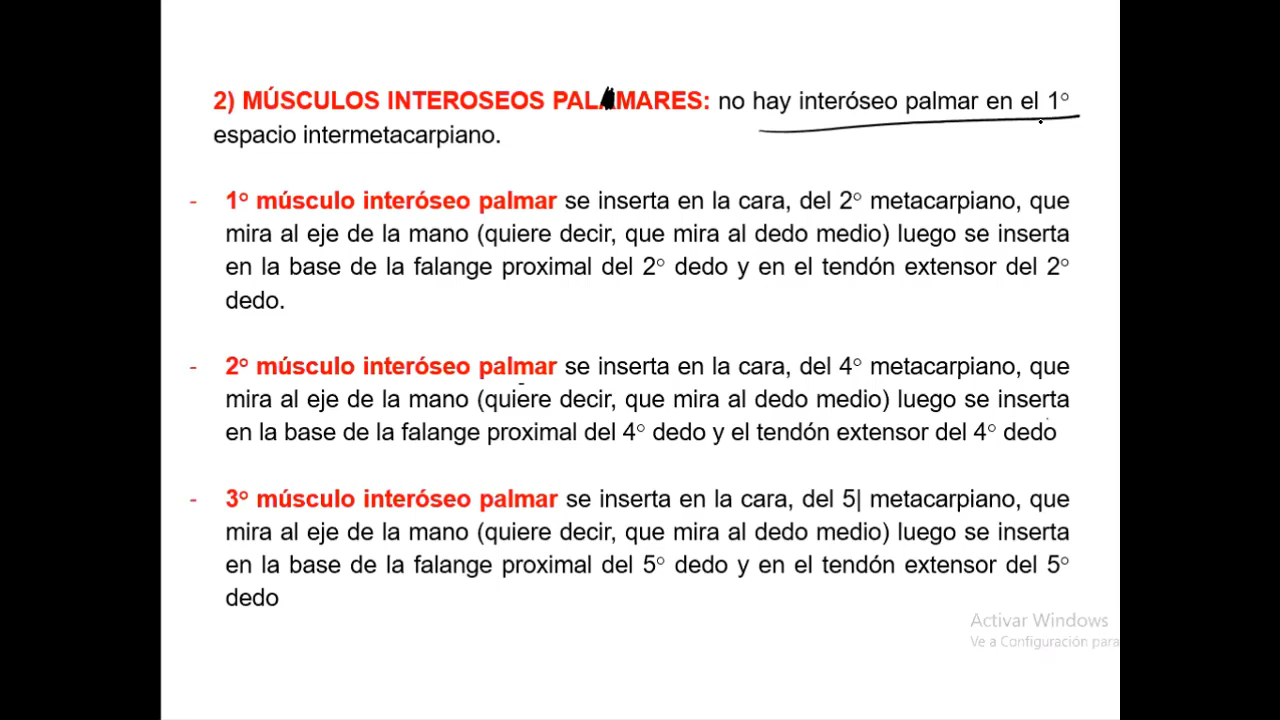 2) MÚSCULOS INTEROSEOS PALMARES: no hay interóseo palmar en el 1°
espacio intermetacarpiano.
- 1° músculo interóseo palmar se inserta en la cara, del 2° metacarpiano, que
mira al eje de la mano (quiere decir, que mira al dedo medio) luego se inserta
en la base de la falange proximal del 2° dedo y en el tendón extensor del 2°
dedo.
- 2° músculo interóseo palmar se inserta en la cara, del 4° metacarpiano, que
mira al eje de la mano (quiere decir, que mira al dedo medio) luego se inserta
en la base de la falange proximal del 4° dedo y el tendón extensor del 4° dedo
- 3° músculo interóseo palmar se inserta en la cara, del 5| metacarpiano, que
mira al eje de la mano (quiere decir, que mira al dedo medio) luego se inserta
en la base de la falange proximal del 5° dedo y en el tendón extensor del 5°
dedo
Activar Windows
Ve a Configuración para